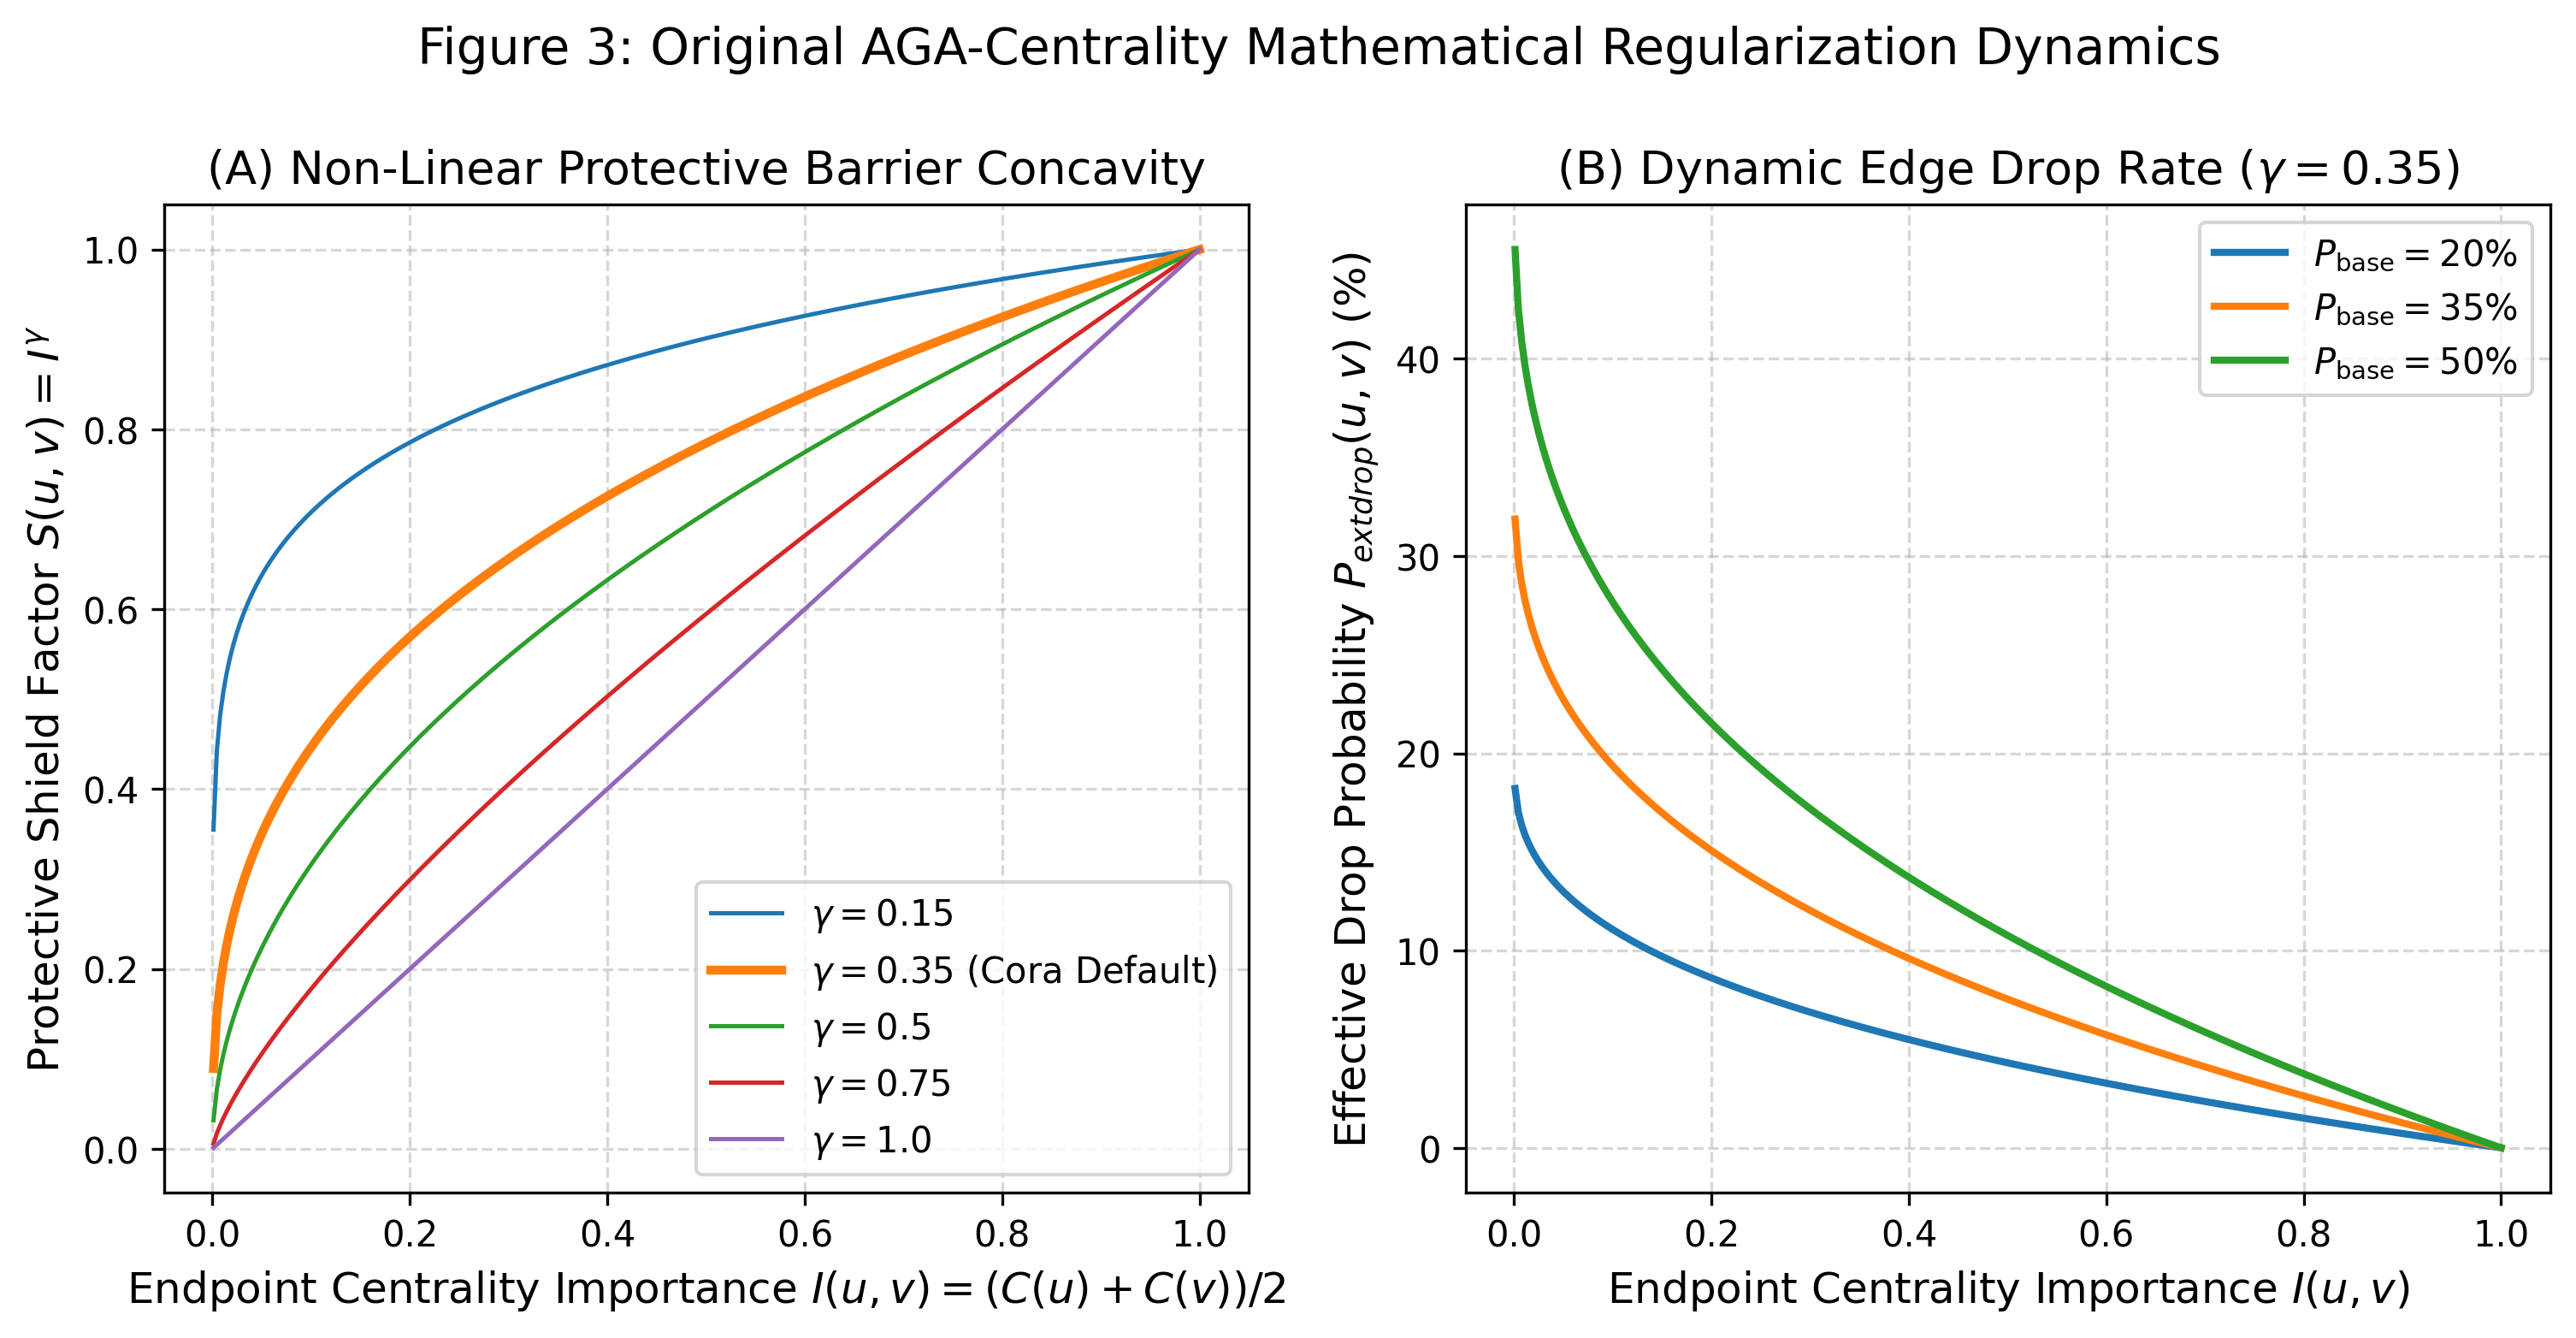 Figure 3: Original AGA-Centrality Mathematical Regularization Dynamics
(A) Non-Linear Protective Barrier Concavity
Protective Shield Factor S(u, v) = I^γ
1.0
0.8
0.6
0.4
0.2
0.0
γ = 0.15
γ = 0.35 (Cora Default)
γ = 0.5
γ = 0.75
γ = 1.0
0.0 0.2 0.4 0.6 0.8 1.0
Endpoint Centrality Importance I(u, v) = (C(u) + C(v))/2
(B) Dynamic Edge Drop Rate (γ = 0.35)
Effective Drop Probability P_extdrop(u, v) (%)
40
30
20
10
0
P_base = 20%
P_base = 35%
P_base = 50%
0.0 0.2 0.4 0.6 0.8 1.0
Endpoint Centrality Importance I(u, v)